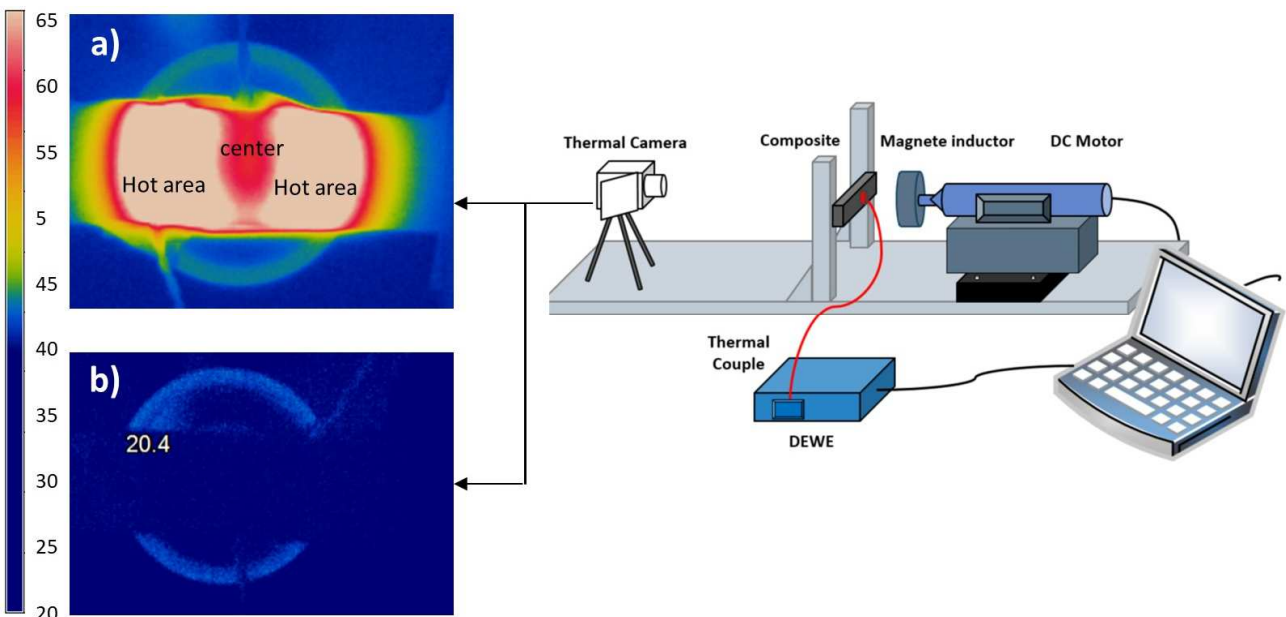 65
60
55
5
45
40
35
30
25
20
a)
center
Hot area
Hot area
b)
20.4
Thermal Camera
Composite
Magnete inductor
DC Motor
Thermal
Couple
DEWE